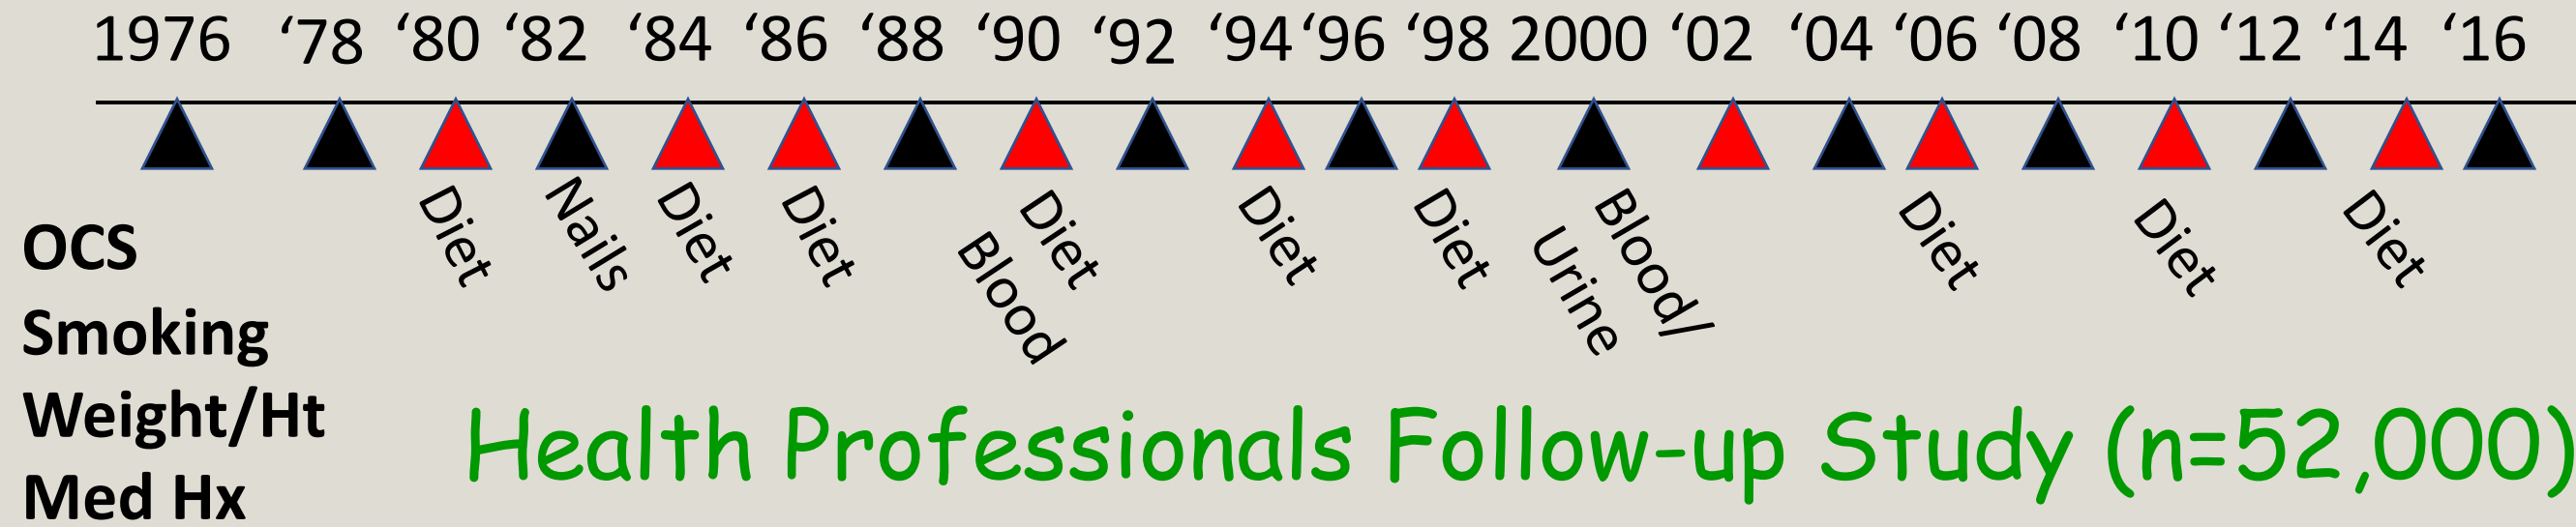 1976 ‘78 ‘80 ‘82 ‘84 ‘86 ‘88 ‘90 ‘92 ‘94 ‘96 ‘98 2000 ‘02 ‘04 ‘06 ‘08 ‘10 ‘12 ‘14 ‘16
Diet
Nails
Diet
Diet
Blood
Diet
Diet
Diet
Urine
Blood/
Diet
Diet
Diet
OCS
Smoking
Weight/Ht
Med Hx
Health Professionals Follow-up Study (n=52,000)